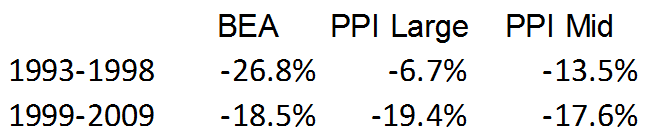 BEA PPI Large PPI Mid
1993-1998 -26.8% -6.7% -13.5%
1999-2009 -18.5% -19.4% -17.6%